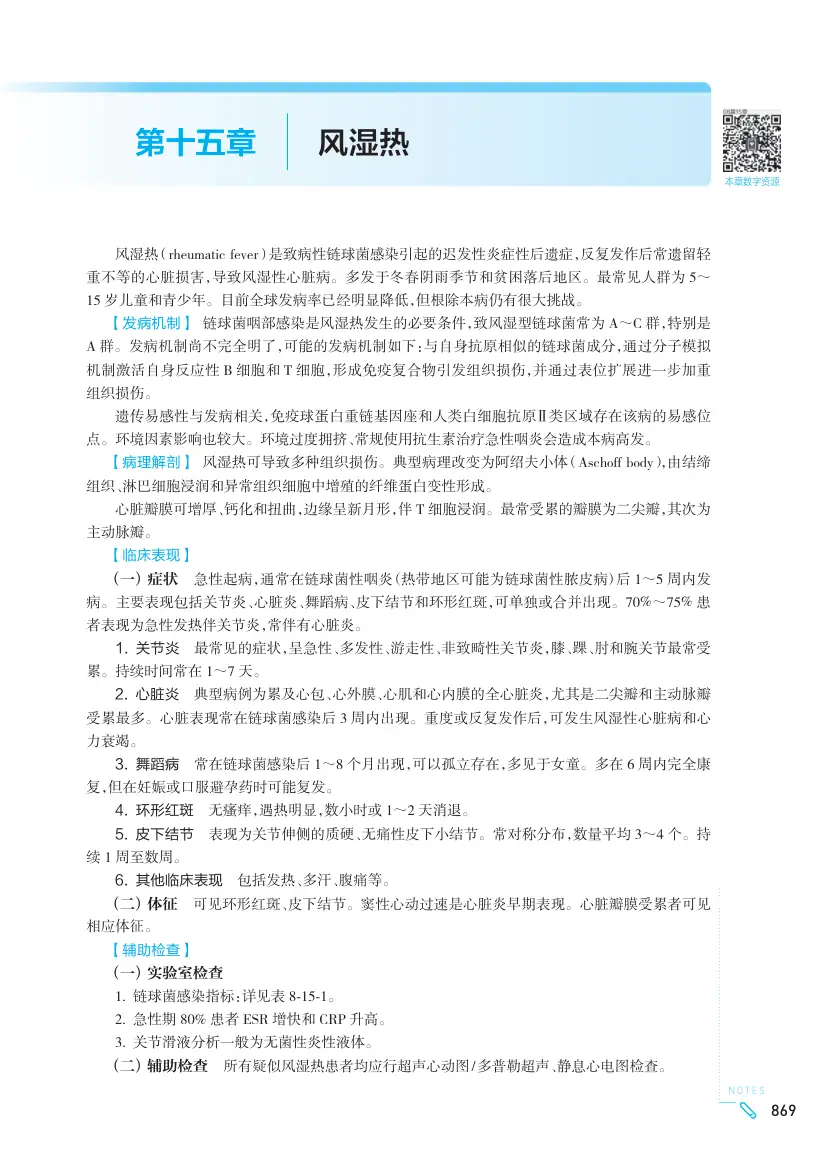 第十五章 风湿热
08篇15章
本章数字资源
风湿热（rheumatic fever）是致病性链球菌感染引起的迟发性炎症性后遗症，反复发作后常遗留轻
重不等的心脏损害，导致风湿性心脏病。多发于冬春阴雨季节和贫困落后地区。最常见人群为 5～
15 岁儿童和青少年。目前全球发病率已经明显降低，但根除本病仍有很大挑战。
【发病机制】 链球菌咽部感染是风湿热发生的必要条件，致风湿型链球菌常为 A～C 群，特别是
A 群。发病机制尚不完全明了，可能的发病机制如下：与自身抗原相似的链球菌成分，通过分子模拟
机制激活自身反应性 B 细胞和 T 细胞，形成免疫复合物引发组织损伤，并通过表位扩展进一步加重
组织损伤。
遗传易感性与发病相关，免疫球蛋白重链基因座和人类白细胞抗原Ⅱ类区域存在该病的易感位
点。环境因素影响也较大。环境过度拥挤、常规使用抗生素治疗急性咽炎会造成本病高发。
【病理解剖】 风湿热可导致多种组织损伤。典型病理改变为阿绍夫小体（Aschoff body），由结缔
组织、淋巴细胞浸润和异常组织细胞中增殖的纤维蛋白变性形成。
心脏瓣膜可增厚、钙化和扭曲，边缘呈新月形，伴 T 细胞浸润。最常受累的瓣膜为二尖瓣，其次为
主动脉瓣。
【临床表现】
（一）症状 急性起病，通常在链球菌性咽炎（热带地区可能为链球菌性脓皮病）后 1～5 周内发
病。主要表现包括关节炎、心脏炎、舞蹈病、皮下结节和环形红斑，可单独或合并出现。70%～75% 患
者表现为急性发热伴关节炎，常伴有心脏炎。
1. 关节炎 最常见的症状，呈急性、多发性、游走性、非致畸性关节炎，膝、踝、肘和腕关节最常受
累。持续时间常在 1～7 天。
2. 心脏炎 典型病例为累及心包、心外膜、心肌和心内膜的全心脏炎，尤其是二尖瓣和主动脉瓣
受累最多。心脏表现常在链球菌感染后 3 周内出现。重度或反复发作后，可发生风湿性心脏病和心
力衰竭。
3. 舞蹈病 常在链球菌感染后 1～8 个月出现，可以孤立存在，多见于女童。多在 6 周内完全康
复，但在妊娠或口服避孕药时可能复发。
4. 环形红斑 无瘙痒，遇热明显，数小时或 1～2 天消退。
5. 皮下结节 表现为关节伸侧的质硬、无痛性皮下小结节。常对称分布，数量平均 3～4 个。持
续 1 周至数周。
6. 其他临床表现 包括发热、多汗、腹痛等。
（二）体征 可见环形红斑、皮下结节。窦性心动过速是心脏炎早期表现。心脏瓣膜受累者可见
相应体征。
【辅助检查】
（一）实验室检查
1. 链球菌感染指标：详见表 8-15-1。
2. 急性期 80% 患者 ESR 增快和 CRP 升高。
3. 关节滑液分析一般为无菌性炎性液体。
（二）辅助检查 所有疑似风湿热患者均应行超声心动图/多普勒超声、静息心电图检查。
NOTES
869